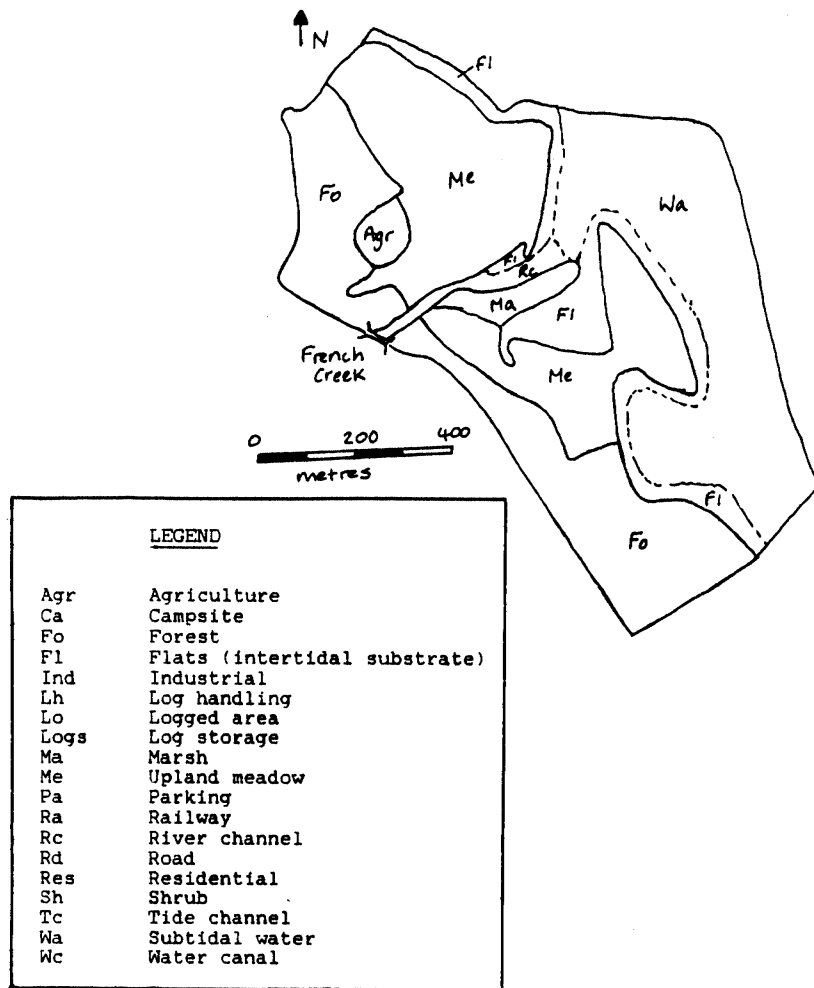 N
Fl
Fo
Me
Wa
Agr
Fl
Rc
Ma
Fl
French
Creek
Me
0 200 400
metres
Fl
Fo
LEGEND
Agr Agriculture
Ca Campsite
Fo Forest
Fl Flats (intertidal substrate)
Ind Industrial
Lh Log handling
Lo Logged area
Logs Log storage
Ma Marsh
Me Upland meadow
Pa Parking
Ra Railway
Rc River channel
Rd Road
Res Residential
Sh Shrub
Tc Tide channel
Wa Subtidal water
Wc Water canal